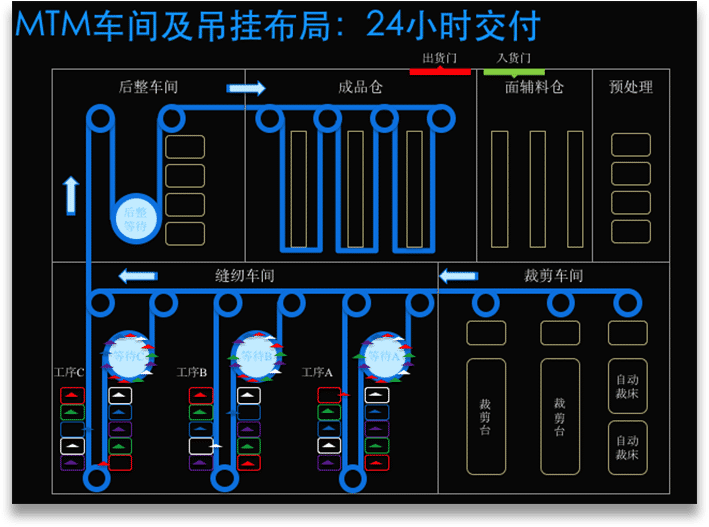 MTM车间及吊挂布局：24小时交付
出货门
入货门
后整车间
成品仓
面辅料仓
预处理
后整
等待
缝纫车间
裁剪车间
等待C
等待B
等待A
工序C
工序B
工序A
裁剪台
裁剪台
自动
裁床
自动
裁床